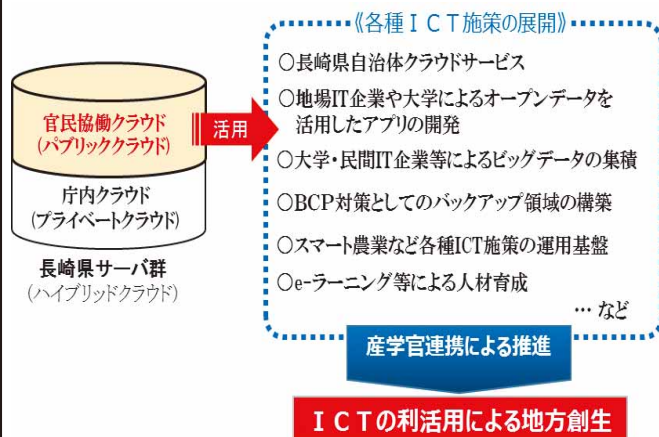 《各種ＩＣＴ施策の展開》
○長崎県自治体クラウドサービス
○地場IT企業や大学によるオープンデータを
活用したアプリの開発
○大学・民間IT企業等によるビッグデータの集積
○BCP対策としてのバックアップ領域の構築
○スマート農業など各種ICT施策の運用基盤
○e-ラーニング等による人材育成
… など
官民協働クラウド
(パブリッククラウド)
活用
庁内クラウド
(プライベートクラウド)
長崎県サーバ群
(ハイブリッドクラウド)
産学官連携による推進
ＩＣＴの利活用による地方創生